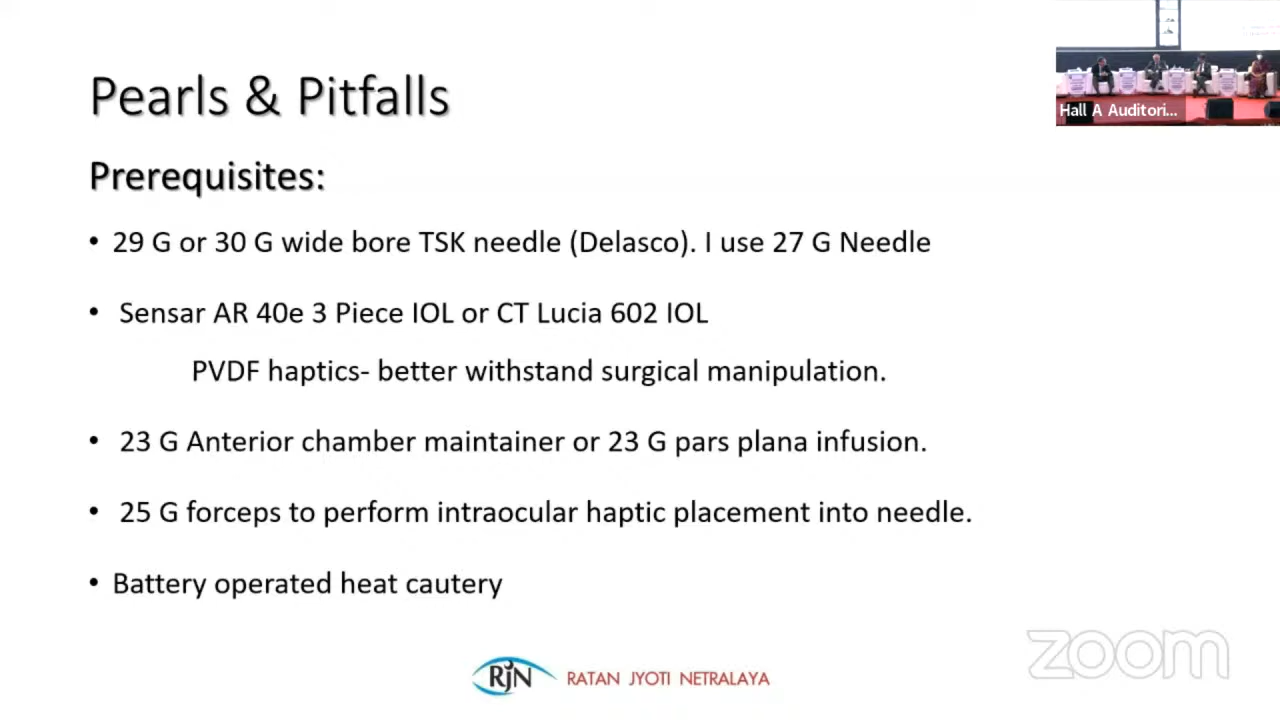 Hall A Auditori...
Pearls & Pitfalls
Prerequisites:
• 29 G or 30 G wide bore TSK needle (Delasco). I use 27 G Needle
• Sensar AR 40e 3 Piece IOL or CT Lucia 602 IOL
PVDF haptics- better withstand surgical manipulation.
• 23 G Anterior chamber maintainer or 23 G pars plana infusion.
• 25 G forceps to perform intraocular haptic placement into needle.
• Battery operated heat cautery
RJN RATAN JYOTI NETRALAYA
zoom